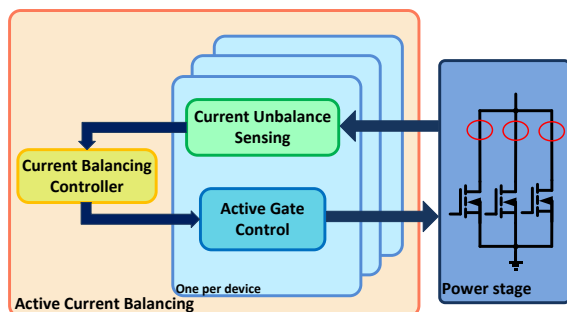 Current Unbalance
Sensing
Current Balancing
Controller
Active Gate
Control
One per device
Active Current Balancing
Power stage